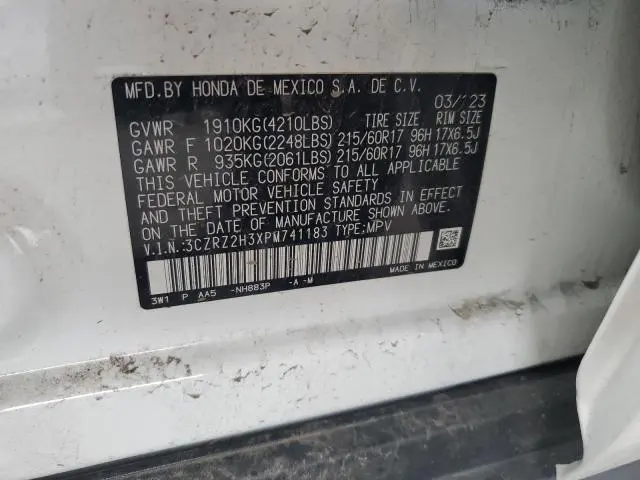 MFD.BY HONDA DE MEXICO S.A. DE C.V.
03/23
GVWR 1910KG(4210LBS) TIRE SIZE RIM SIZE
GAWR F 1020KG(2248LBS) 215/60R17 96H 17X6.5J
GAWR R 935KG(2061LBS) 215/60R17 96H 17X6.5J
THIS VEHICLE CONFORMS TO ALL APPLICABLE
FEDERAL MOTOR VEHICLE SAFETY
AND THEFT PREVENTION STANDARDS IN EFFECT
ON THE DATE OF MANUFACTURE SHOWN ABOVE.
V.I.N.:3CZRZ2H3XPM741183 TYPE:MPV
3W1 P AA5 -NH883P -A -M
MADE IN MEXICO